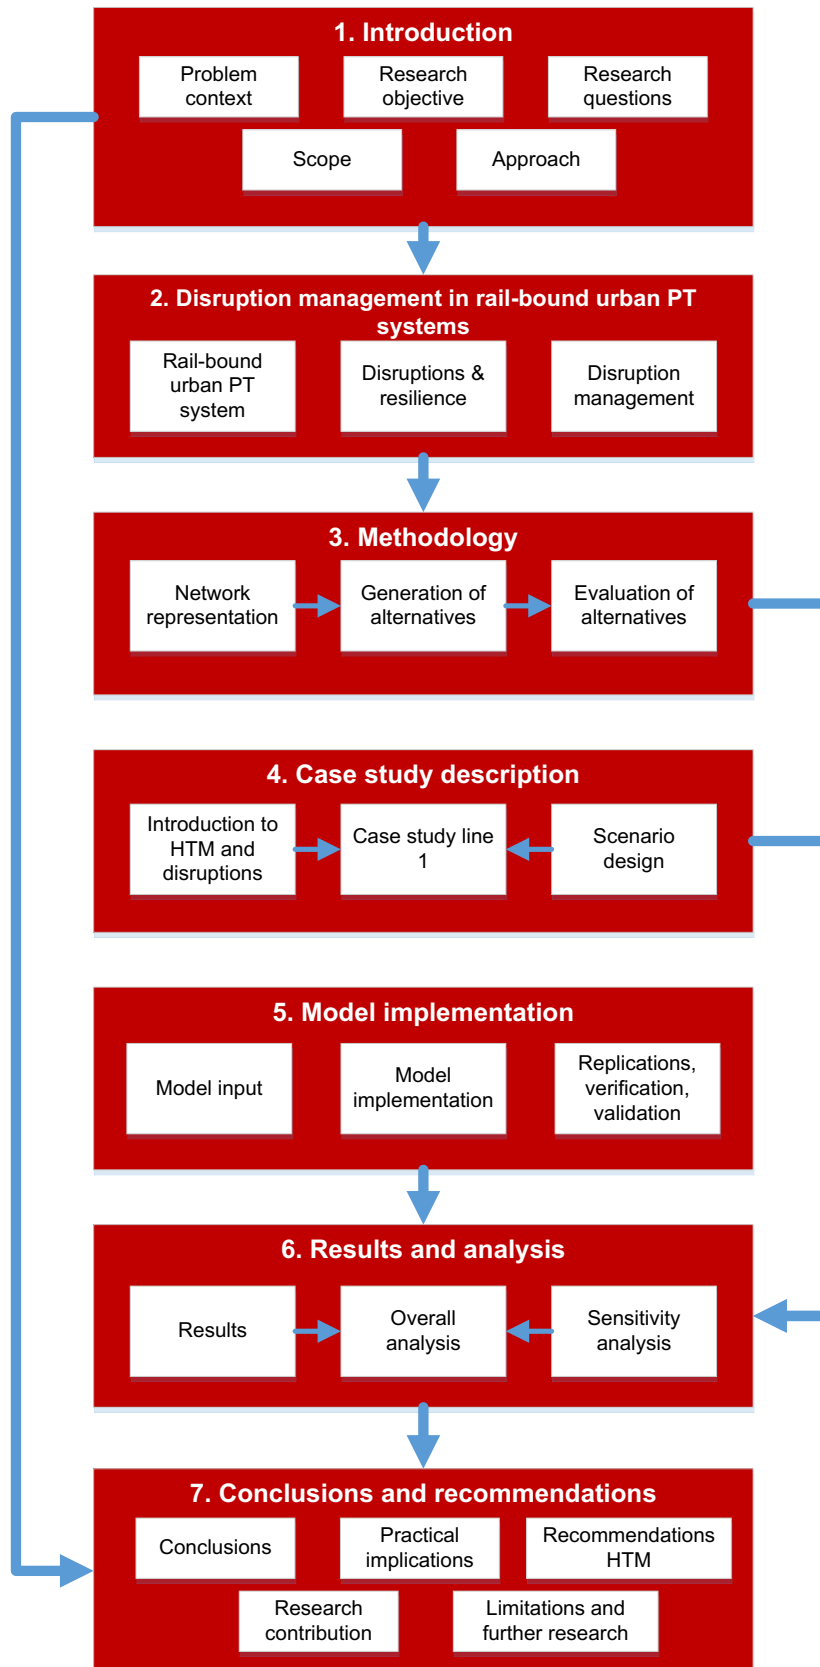 1. Introduction
Problem
context
Research
objective
Research
questions
Scope
Approach
2. Disruption management in rail-bound urban PT
systems
Rail-bound
urban PT
system
Disruptions &
resilience
Disruption
management
3. Methodology
Network
representation
Generation of
alternatives
Evaluation of
alternatives
4. Case study description
Introduction to
HTM and
disruptions
Case study line
1
Scenario
design
5. Model implementation
Model input
Model
implementation
Replications,
verification,
validation
6. Results and analysis
Results
Overall
analysis
Sensitivity
analysis
7. Conclusions and recommendations
Conclusions
Practical
implications
Recommendations
HTM
Research
contribution
Limitations and
further research